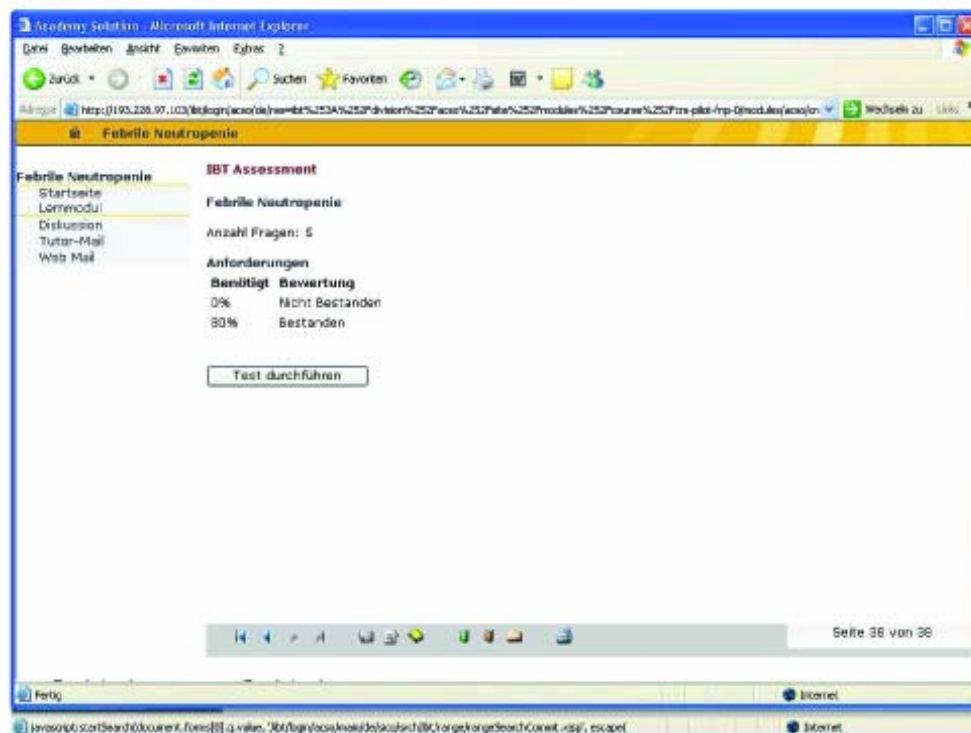 Academy Solution - Microsoft Internet Explorer
Datei Bearbeiten Ansicht Favoriten Extras ?
Zurück Suchen Favoriten
Adresse Wechseln zu Links
Febrile Neutropenie
Febrile Neutropenie
Startseite
Lernmodul
Diskussion
Tutor-Mail
Web Mail
IBT Assessment
Febrile Neutropenie
Anzahl Fragen: 5
Anforderungen
Benötigt Bewertung
0% Nicht Bestanden
80% Bestanden
Test durchführen
Seite 38 von 38
Fertig Internet
Internet